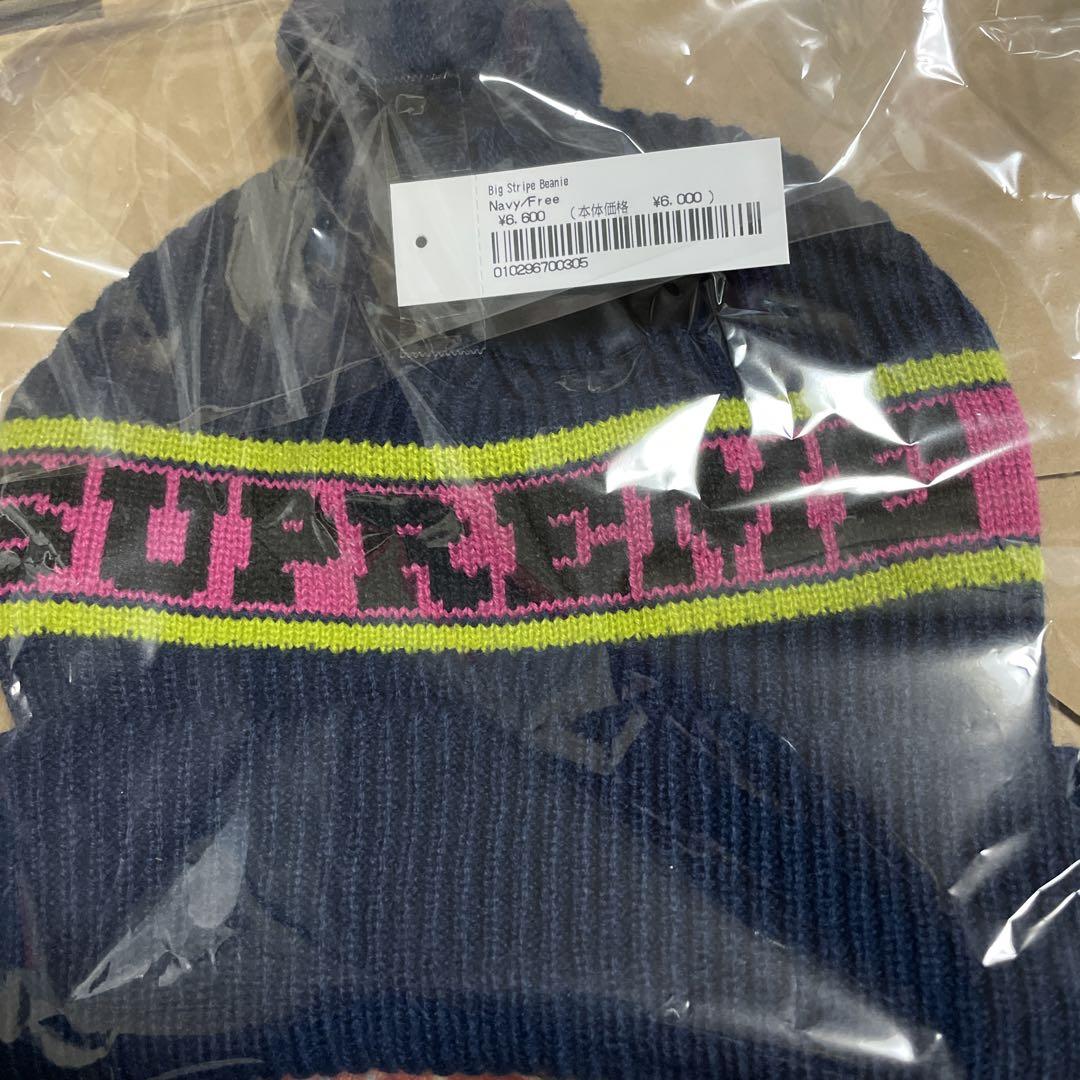 Big Stripe Beanie
Navy/Free
¥6,600 (本体価格 ¥6,000)
010296700305
SUPREME